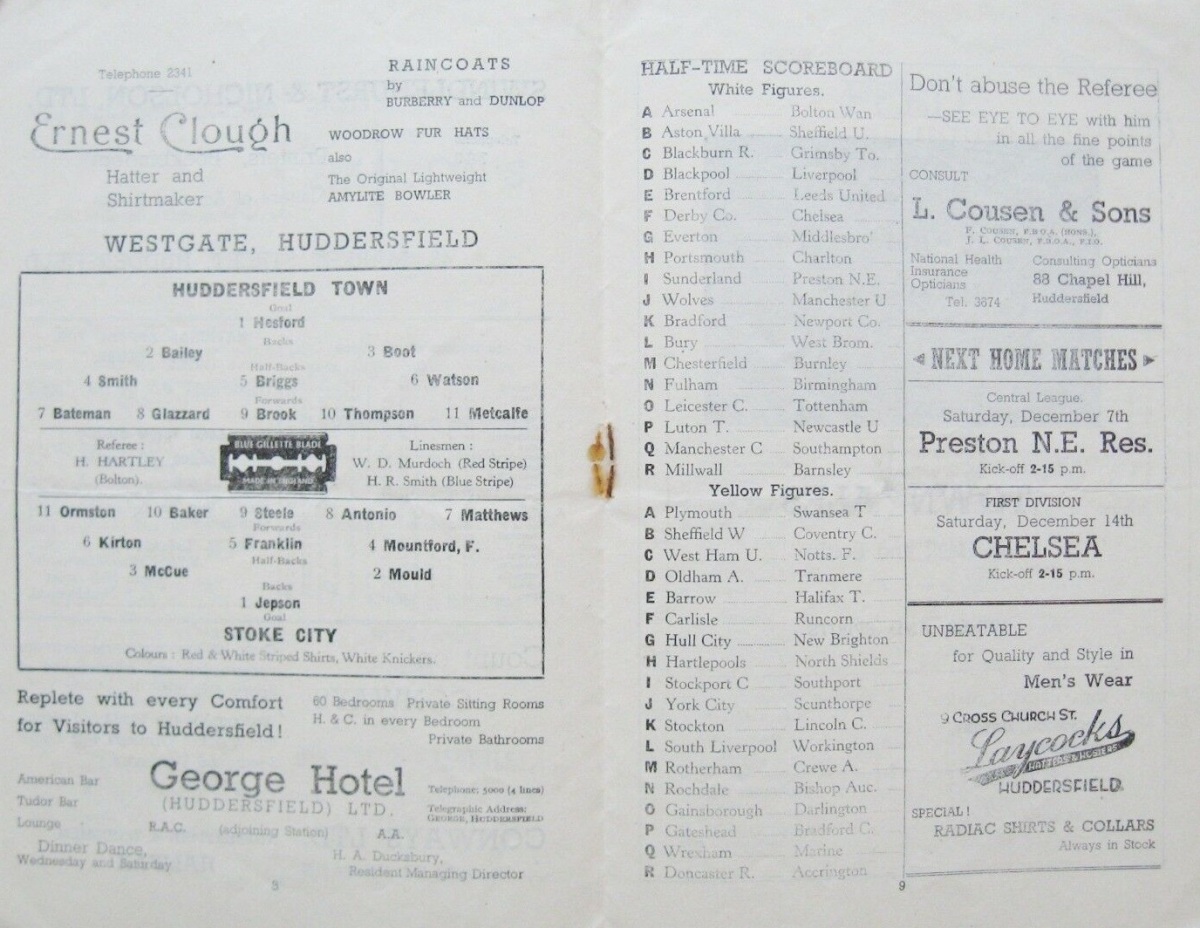 Telephone 2341
Ernest Clough
Hatter and
Shirtmaker
RAINCOATS
by
BURBERRY and DUNLOP
WOODROW FUR HATS
also
The Original Lightweight
AMYLITE BOWLER
WESTGATE, HUDDERSFIELD
HUDDERSFIELD TOWN
Goal
1 Hesford
Backs
2 Bailey 3 Boot
Half-Backs
4 Smith 5 Briggs 6 Watson
Forwards
7 Bateman 8 Glazzard 9 Brook 10 Thompson 11 Metcalfe
Referee :
H. HARTLEY
(Bolton).
BLUE GILLETTE BLADE
MADE IN ENGLAND
Linesmen :
W. D. Murdoch (Red Stripe)
H. R. Smith (Blue Stripe)
11 Ormston 10 Baker 9 Steele 8 Antonio 7 Matthews
Forwards
6 Kirton 5 Franklin 4 Mountford, F.
Half-Backs
3 McCue 2 Mould
Backs
1 Jepson
Goal
STOKE CITY
Colours : Red & White Striped Shirts, White Knickers.
Replete with every Comfort
for Visitors to Huddersfield !
60 Bedrooms Private Sitting Rooms
H. & C. in every Bedroom
Private Bathrooms
American Bar
Tudor Bar
Lounge
Dinner Dance,
Wednesday and Saturday
George Hotel
(HUDDERSFIELD) LTD.
R.A.C. (adjoining Station) A.A.
Telephone: 5000 (4 lines)
Telegraphic Address:
GEORGE, HUDDERSFIELD
H. A. Ducksbury,
Resident Managing Director
8
HALF-TIME SCOREBOARD
White Figures.
A Arsenal Bolton Wan
B Aston Villa Sheffield U.
C Blackburn R. Grimsby To.
D Blackpool Liverpool
E Brentford Leeds United
F Derby Co. Chelsea
G Everton Middlesbro'
H Portsmouth Charlton
I Sunderland Preston N.E.
J Wolves Manchester U
K Bradford Newport Co.
L Bury West Brom.
M Chesterfield Burnley
N Fulham Birmingham
O Leicester C. Tottenham
P Luton T. Newcastle U
Q Manchester C Southampton
R Millwall Barnsley
Yellow Figures.
A Plymouth Swansea T
B Sheffield W Coventry C.
C West Ham U. Notts. F.
D Oldham A. Tranmere
E Barrow Halifax T.
F Carlisle Runcorn
G Hull City New Brighton
H Hartlepools North Shields
I Stockport C Southport
J York City Scunthorpe
K Stockton Lincoln C.
L South Liverpool Workington
M Rotherham Crewe A.
N Rochdale Bishop Auc.
O Gainsborough Darlington
P Gateshead Bradford C.
Q Wrexham Marine
R Doncaster R. Accrington
9
Don't abuse the Referee
—SEE EYE TO EYE with him
in all the fine points
of the game
CONSULT
L. Cousen & Sons
F. COUSEN, F.B.O.A. (HONS.),
J. L. COUSEN, F.B.O.A., F.I.O.
National Health
Insurance
Opticians
Tel. 3674
Consulting Opticians
88 Chapel Hill,
Huddersfield
NEXT HOME MATCHES
Central League.
Saturday, December 7th
Preston N.E. Res.
Kick-off 2-15 p.m.
FIRST DIVISION
Saturday, December 14th
CHELSEA
Kick-off 2-15 p.m.
UNBEATABLE
for Quality and Style in
Men's Wear
9 CROSS CHURCH ST.
Laycocks
HATTERS & HOSIERS
HUDDERSFIELD.
SPECIAL !
RADIAC SHIRTS & COLLARS
Always in Stock